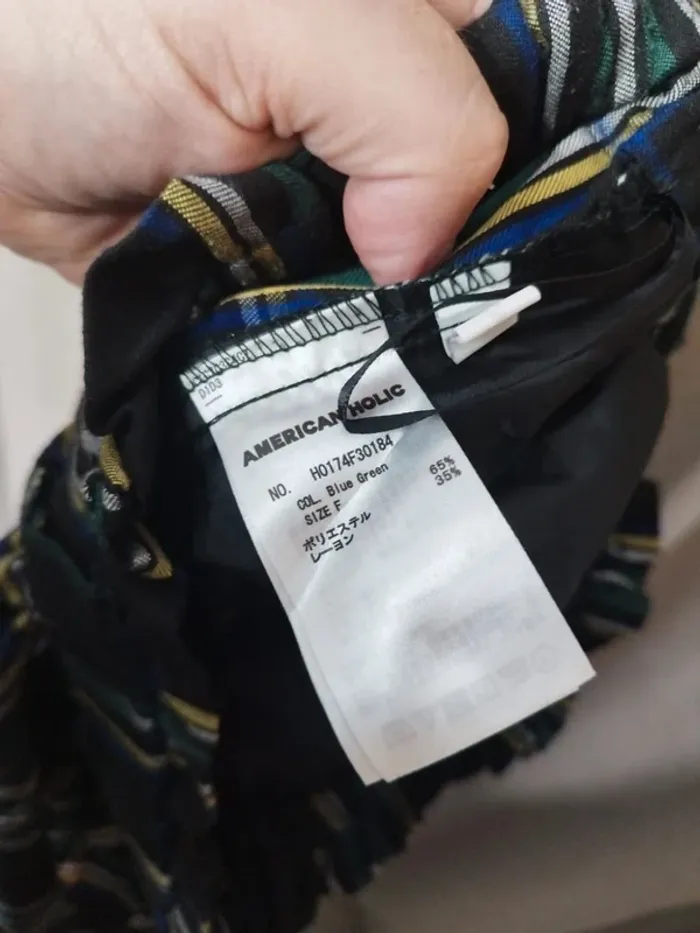 D1D3
AMERICAN HOLIC
NO. H0174F30184
COL. Blue Green
SIZE F
ポリエステル 65%
レーヨン 35%